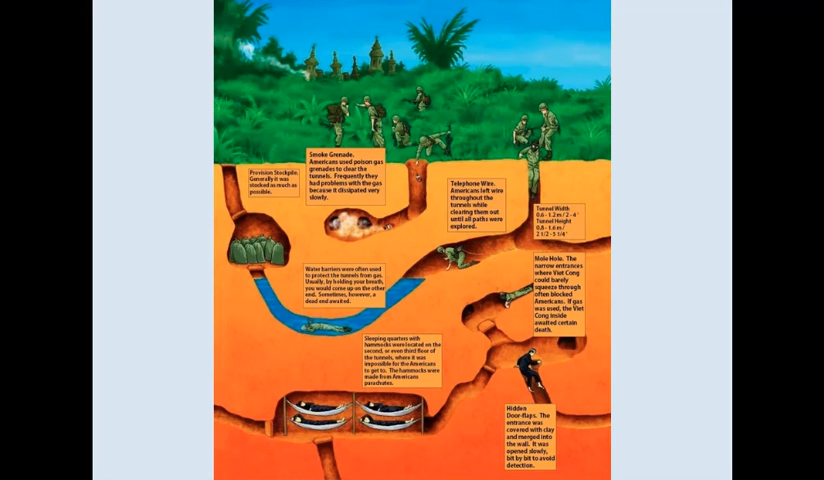 Smoke Grenade.
Americans used poison gas
grenades to clear the
tunnels. Frequently they
had problems with the gas
because it dissipated very
slowly.
Provision Stockpile.
Generally it was
stocked as much as
possible.
Telephone Wire.
Americans left wire
throughout the
tunnels while
clearing them out
until all paths were
explored.
Tunnel Width
0.6 - 1.2 m / 2 - 4'
Tunnel Height
0,8 - 1.6 m /
2 1/2 - 5 1/4'
Water barriers were often used
to protect the tunnels from gas.
Usually, by holding your breath,
you would come up on the other
end. Sometimes, however, a
dead end awaited.
Mole Hole. The
narrow entrances
where Viet Cong
could barely
squeeze through
often blocked
Americans. If gas
was used, the Viet
Cong inside
awaited certain
death.
Sleeping quarters with
hammocks were located on the
second, or even third floor of
the tunnels, where it was
impossible for the Americans
to get to. The hammocks were
made from Americans
parachutes.
Hidden
Door-flaps. The
entrance was
covered with clay
and merged into
the wall. It was
opened slowly,
bit by bit to avoid
detection.